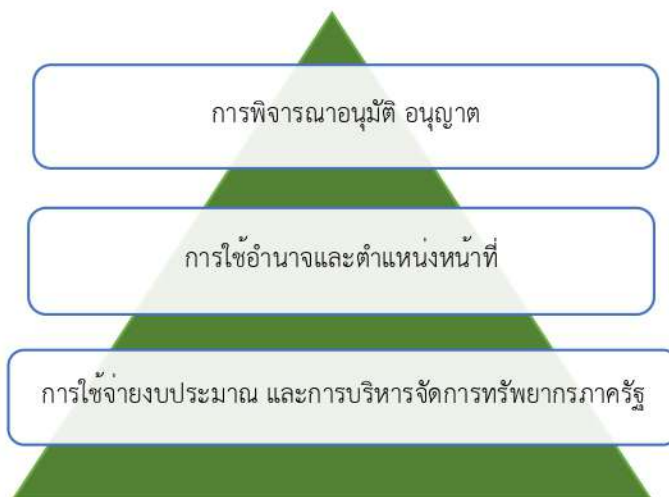 การพิจารณาอนุมัติ อนุญาต
การใช้อำนาจและตำแหน่งหน้าที่
การใช้จ่ายงบประมาณ และการบริหารจัดการทรัพยากรภาครัฐ